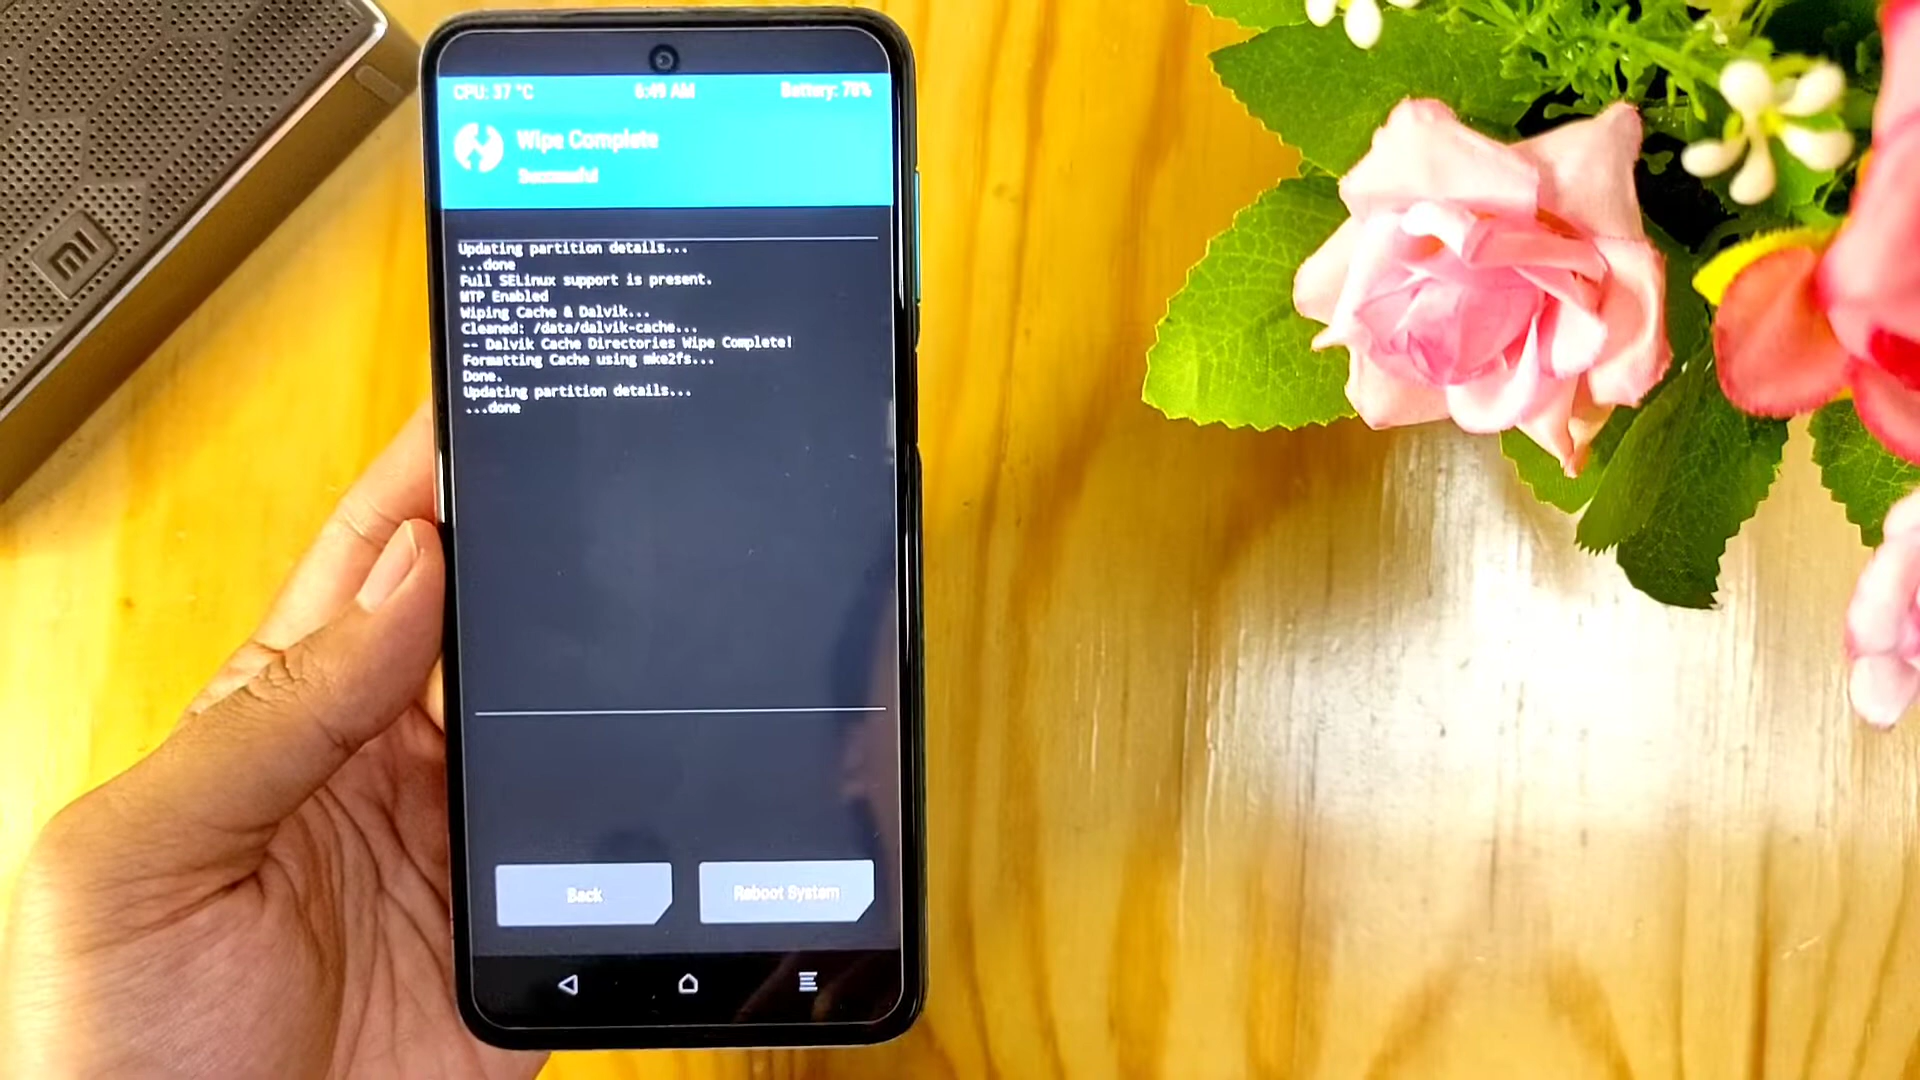 mi
CPU: 37 °C 6:49 AM Battery: 78%
Wipe Complete
Successful
Updating partition details...
...done
Full SELinux support is present.
MTP Enabled
Wiping Cache & Dalvik...
Cleaned: /data/dalvik-cache...
-- Dalvik Cache Directories Wipe Complete!
Formatting Cache using mke2fs...
Done.
Updating partition details...
...done
Back Reboot System